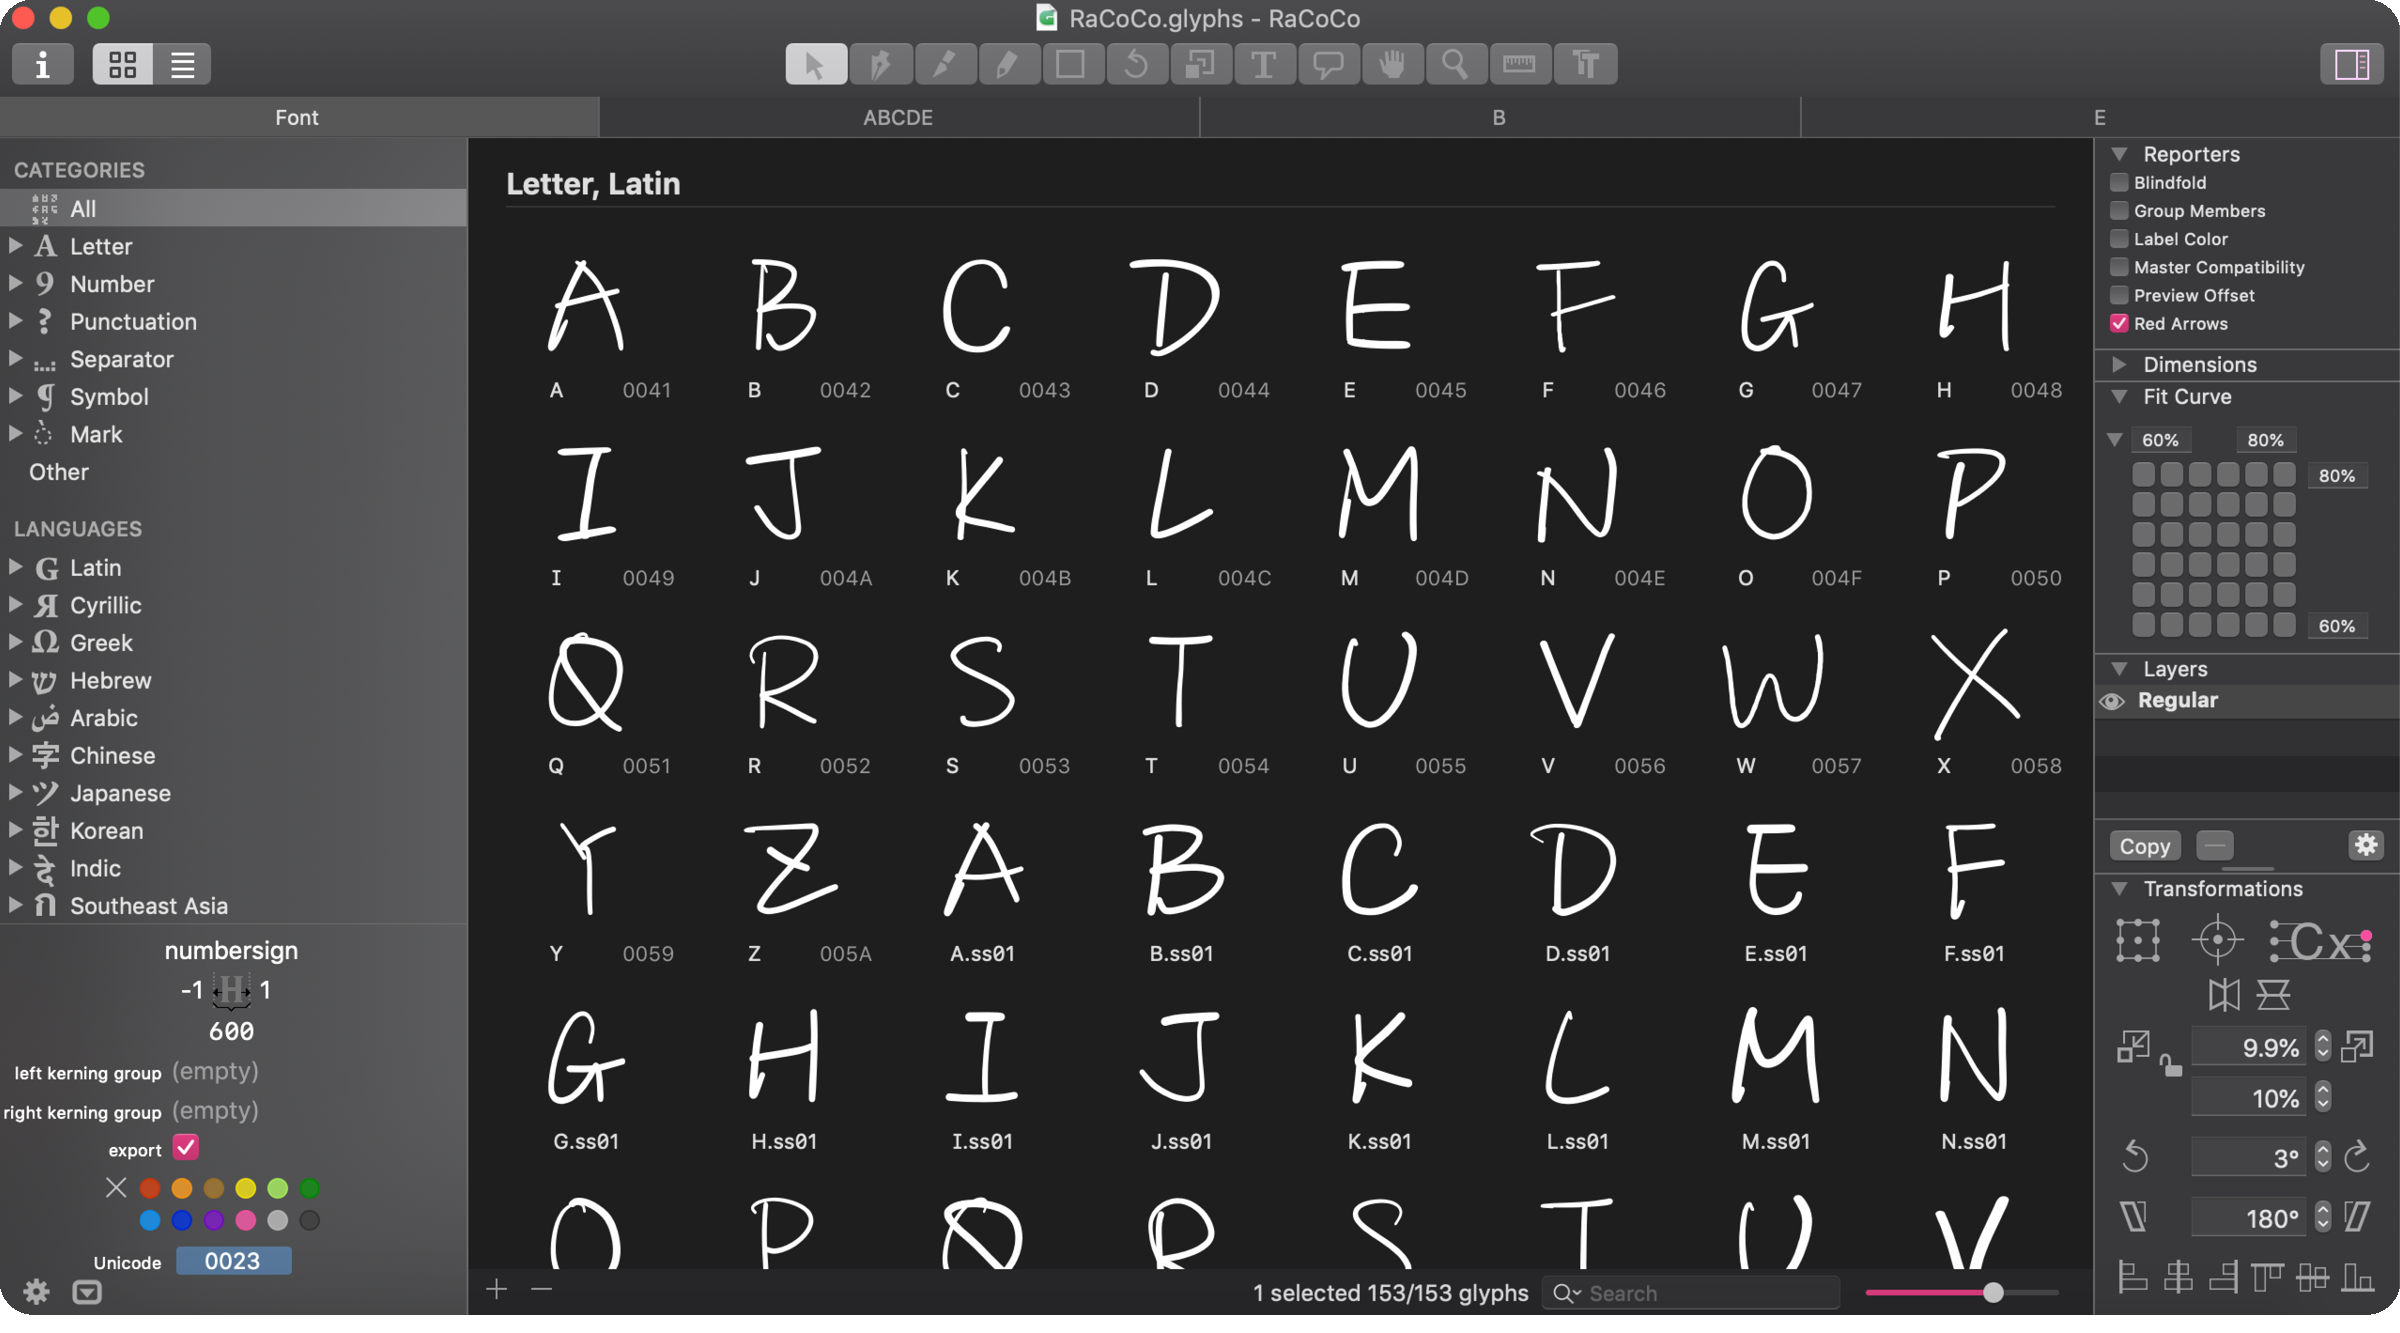 RaCoCo.glyphs - RaCoCo
Font
ABCDE
B
E
CATEGORIES
All
Letter
Number
Punctuation
Separator
Symbol
Mark
Other
LANGUAGES
Latin
Cyrillic
Greek
Hebrew
Arabic
Chinese
Japanese
Korean
Indic
Southeast Asia
numbersign
-1 H 1
600
left kerning group (empty)
right kerning group (empty)
export
Unicode 0023
Letter, Latin
A B C D E F G H
A 0041 B 0042 C 0043 D 0044 E 0045 F 0046 G 0047 H 0048
I J K L M N O P
I 0049 J 004A K 004B L 004C M 004D N 004E O 004F P 0050
Q R S T U V W X
Q 0051 R 0052 S 0053 T 0054 U 0055 V 0056 W 0057 X 0058
Y Z A B C D E F
Y 0059 Z 005A A.ss01 B.ss01 C.ss01 D.ss01 E.ss01 F.ss01
G H I J K L M N
G.ss01 H.ss01 I.ss01 J.ss01 K.ss01 L.ss01 M.ss01 N.ss01
O P Q R S T U V
1 selected 153/153 glyphs
Search
Reporters
Blindfold
Group Members
Label Color
Master Compatibility
Preview Offset
Red Arrows
Dimensions
Fit Curve
60% 80%
80%
60%
Layers
Regular
Copy
Transformations
Cx
9.9%
10%
3°
180°